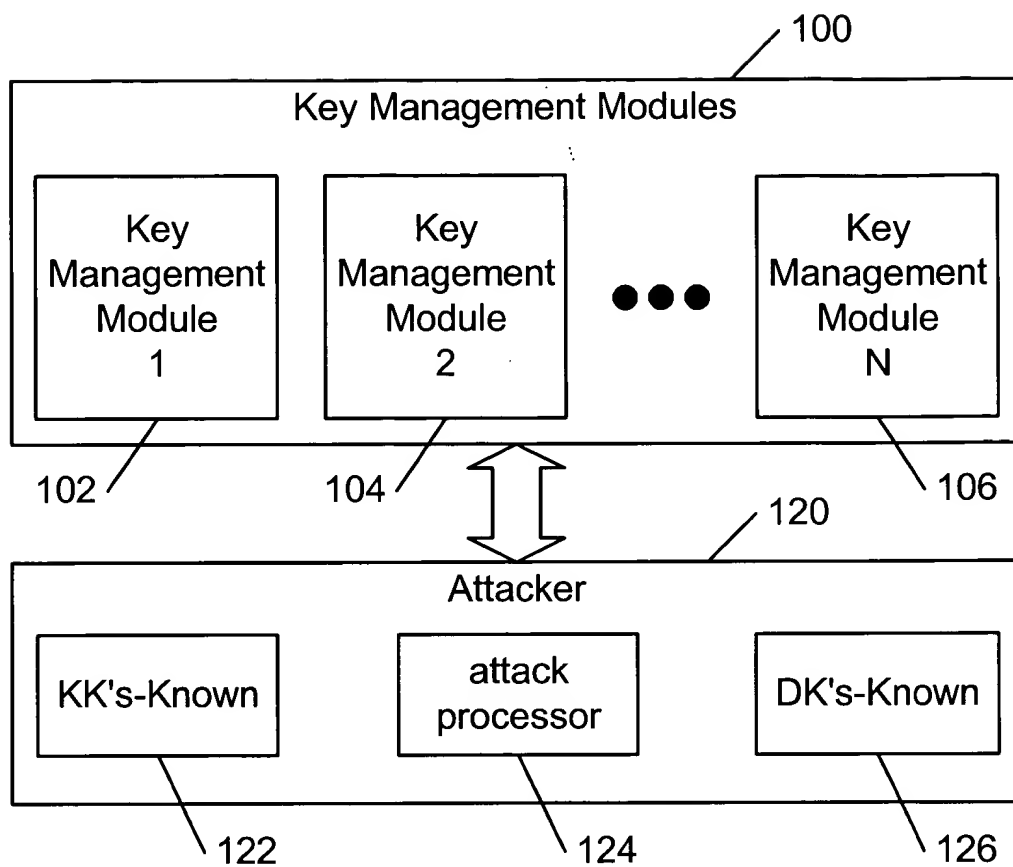 100
Key Management Modules
Key
Management
Module
1
Key
Management
Module
2
Key
Management
Module
N
102
104
106
120
Attacker
KK's-Known
attack
processor
DK's-Known
122
124
126